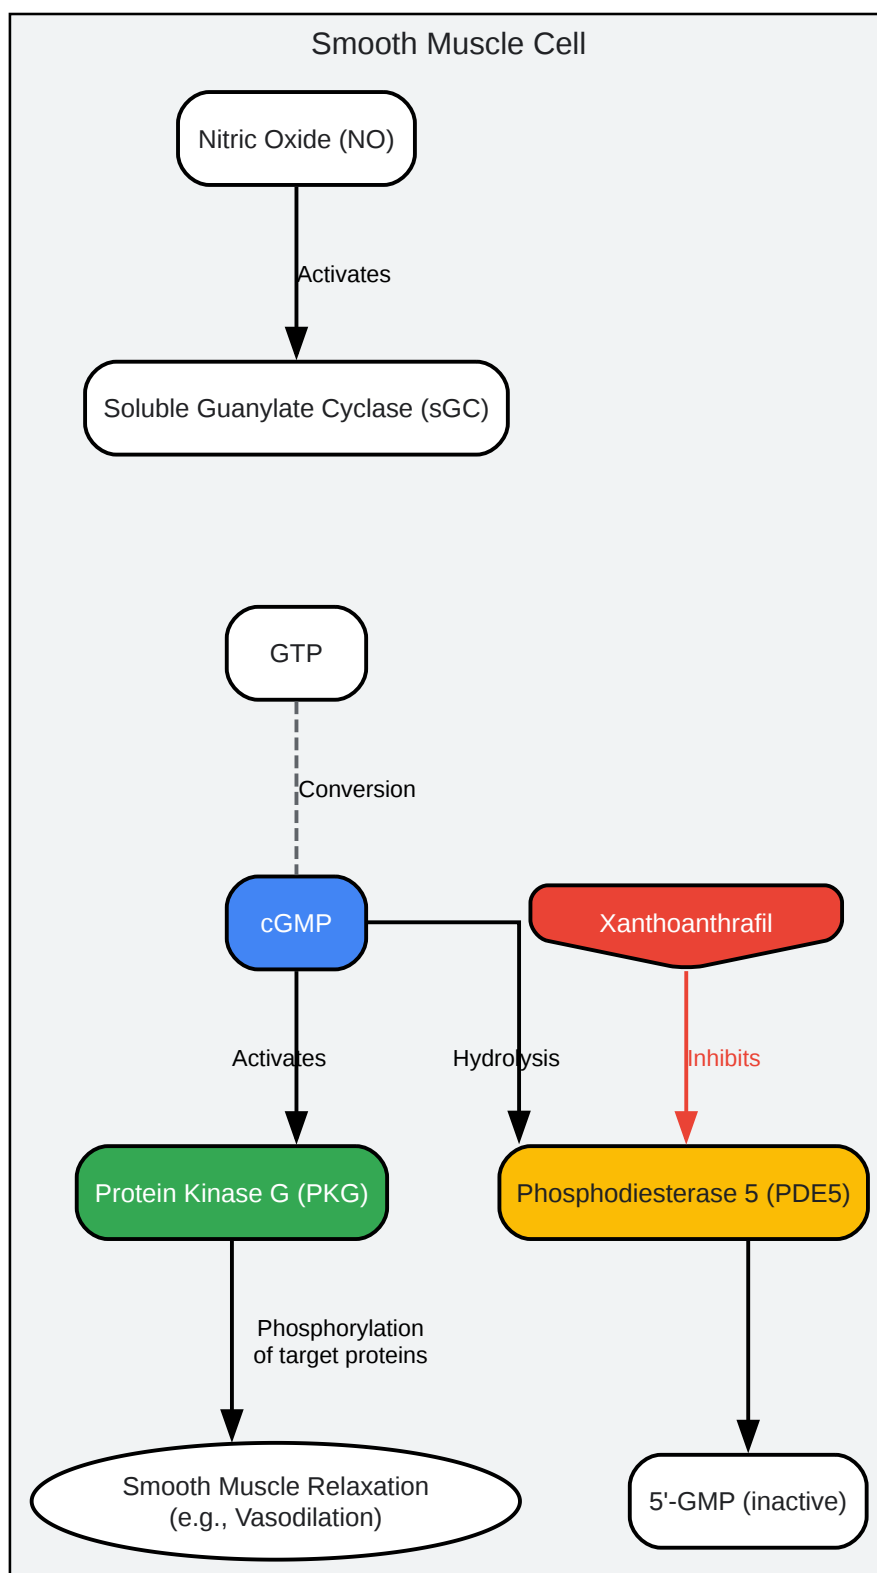 Smooth Muscle Cell
Nitric Oxide (NO)
Activates
Soluble Guanylate Cyclase (sGC)
GTP
Conversion
cGMP
Xanthoanthrafil
Activates
Hydrolysis
Inhibits
Protein Kinase G (PKG)
Phosphodiesterase 5 (PDE5)
Phosphorylation
of target proteins
Smooth Muscle Relaxation
(e.g., Vasodilation)
5'-GMP (inactive)